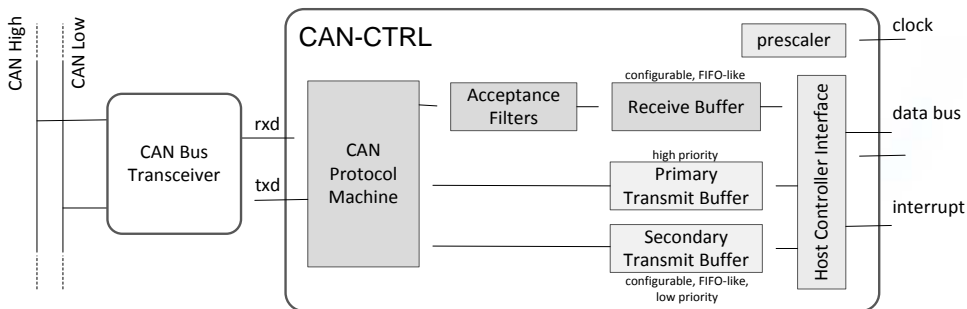 CAN High
CAN Low
CAN-CTRL
prescaler
clock
configurable, FIFO-like
Acceptance
Filters
Receive Buffer
data bus
rxd
CAN Bus
Transceiver
CAN
Protocol
Machine
high priority
Primary
Transmit Buffer
Host Controller Interface
txd
interrupt
Secondary
Transmit Buffer
configurable, FIFO-like,
low priority